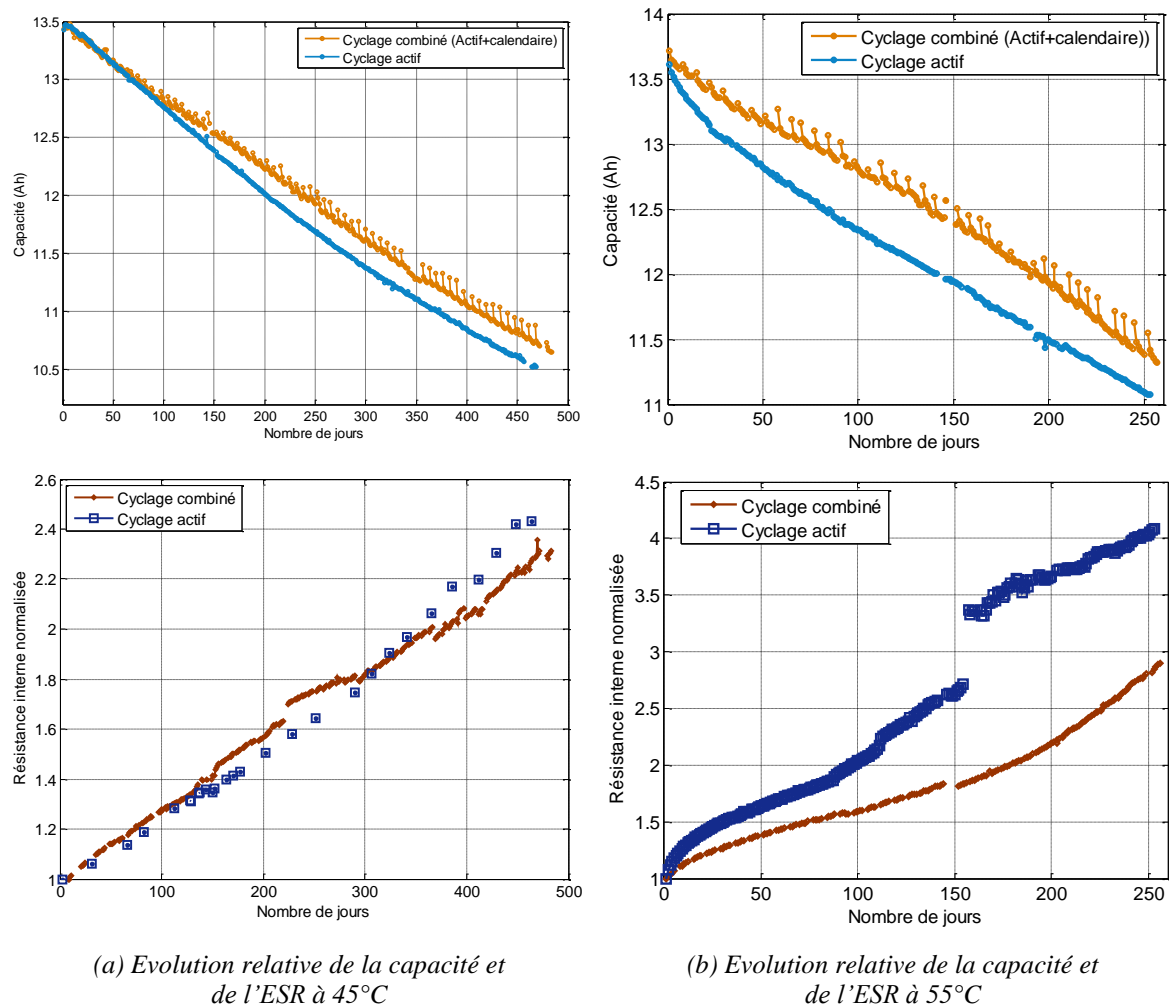 13.5
13
12.5
12
11.5
11
10.5
Capacité (Ah)
Cyclage combiné (Actif+calendaire)
Cyclage actif
0 50 100 150 200 250 300 350 400 450 500
Nombre de jours
14
13.5
13
12.5
12
11.5
11
Capacité (Ah)
Cyclage combiné (Actif+calendaire))
Cyclage actif
0 50 100 150 200 250
Nombre de jours
2.6
2.4
2.2
2
1.8
1.6
1.4
1.2
1
Résistance interne normalisée
Cyclage combiné
Cyclage actif
0 100 200 300 400 500
Nombre de jours
4.5
4
3.5
3
2.5
2
1.5
1
Résistance interne normalisée
Cyclage combiné
Cyclage actif
0 50 100 150 200 250
Nombre de jours
(a) Evolution relative de la capacité et
de l'ESR à 45°C
(b) Evolution relative de la capacité et
de l'ESR à 55°C